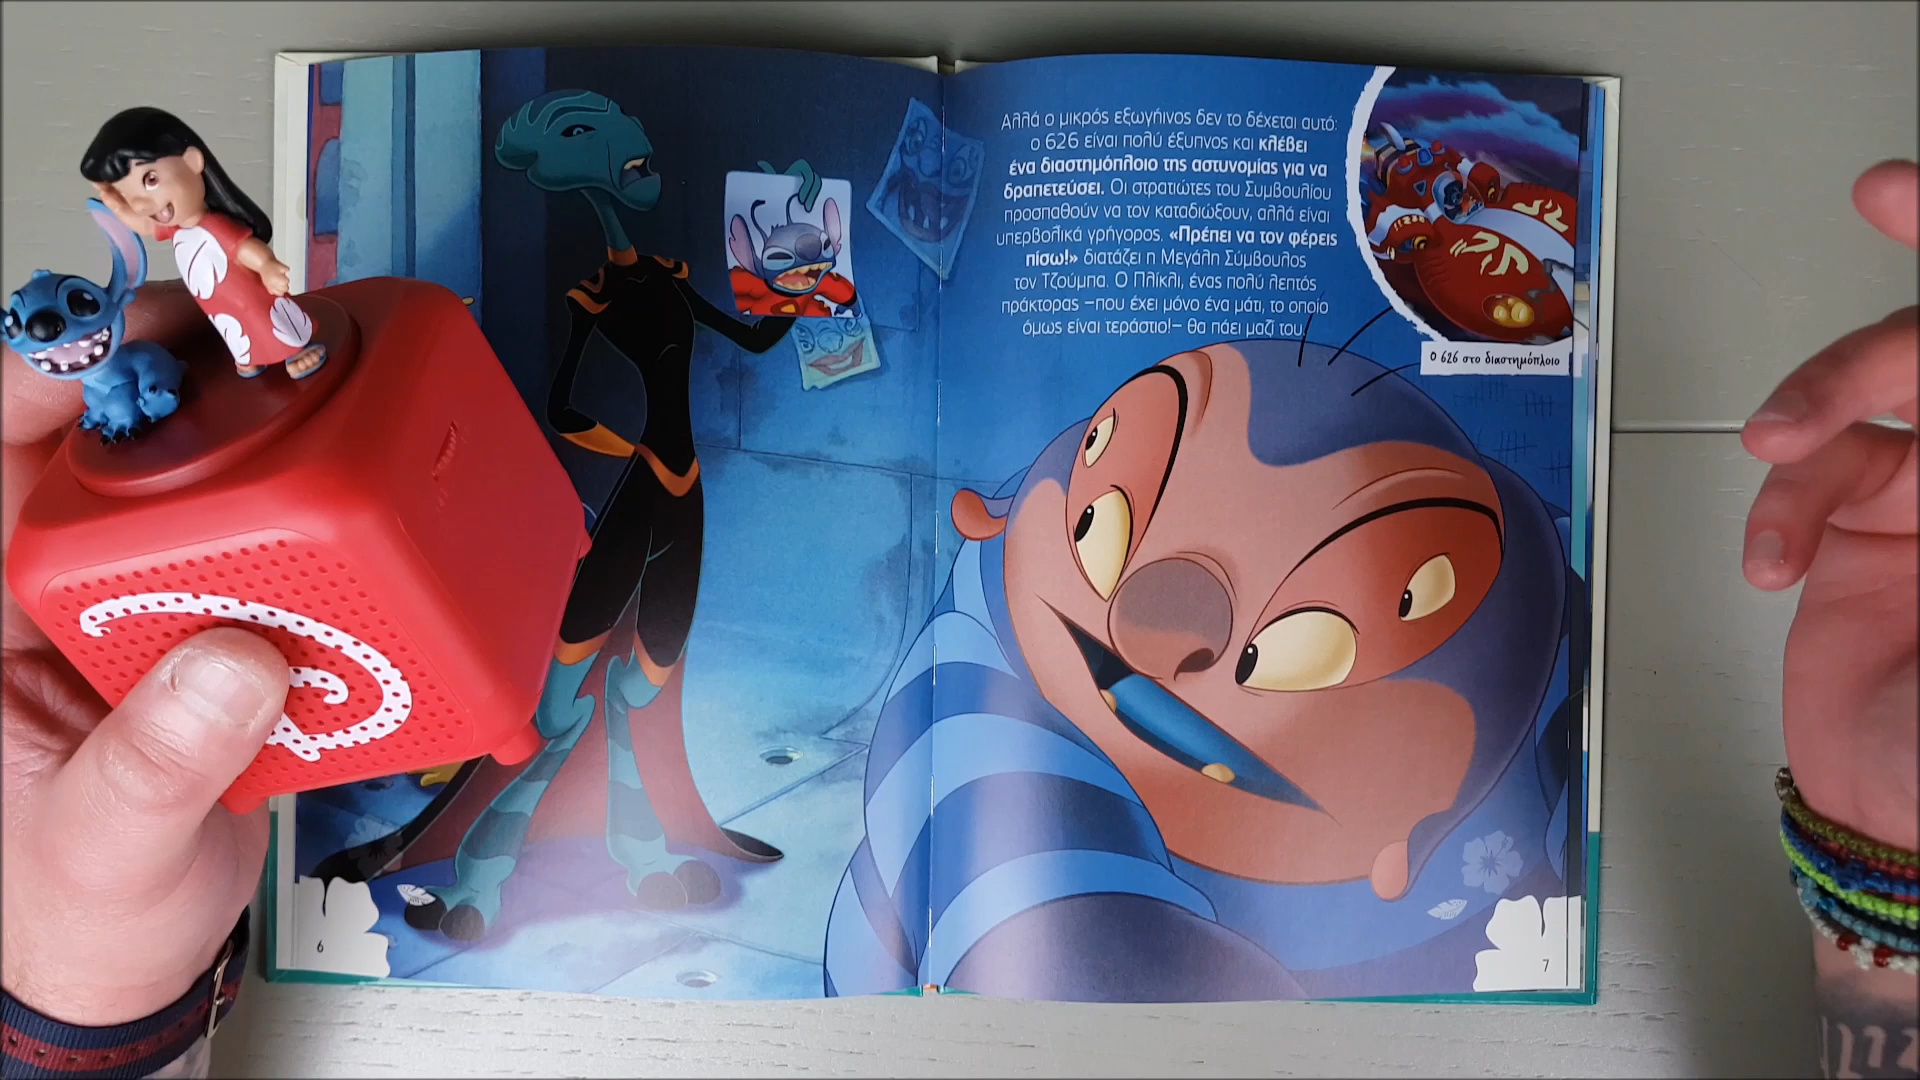 Αλλά ο μικρός εξωγήινος δεν το δέχεται αυτό:
ο 626 είναι πολύ έξυπνος και κλέβει
ένα διαστημόπλοιο της αστυνομίας για να
δραπετεύσει. Οι στρατιώτες του Συμβουλίου
προσπαθούν να τον καταδιώξουν, αλλά είναι
υπερβολικά γρήγορος. «Πρέπει να τον φέρεις
πίσω!» διατάζει η Μεγάλη Σύμβουλος
τον Τζούμπα. Ο Πλίκλι, ένας πολύ λεπτός
πράκτορας –που έχει μόνο ένα μάτι, το οποίο
όμως είναι τεράστιο!– θα πάει μαζί του.
Ο 626 στο διαστημόπλοιο
6
7